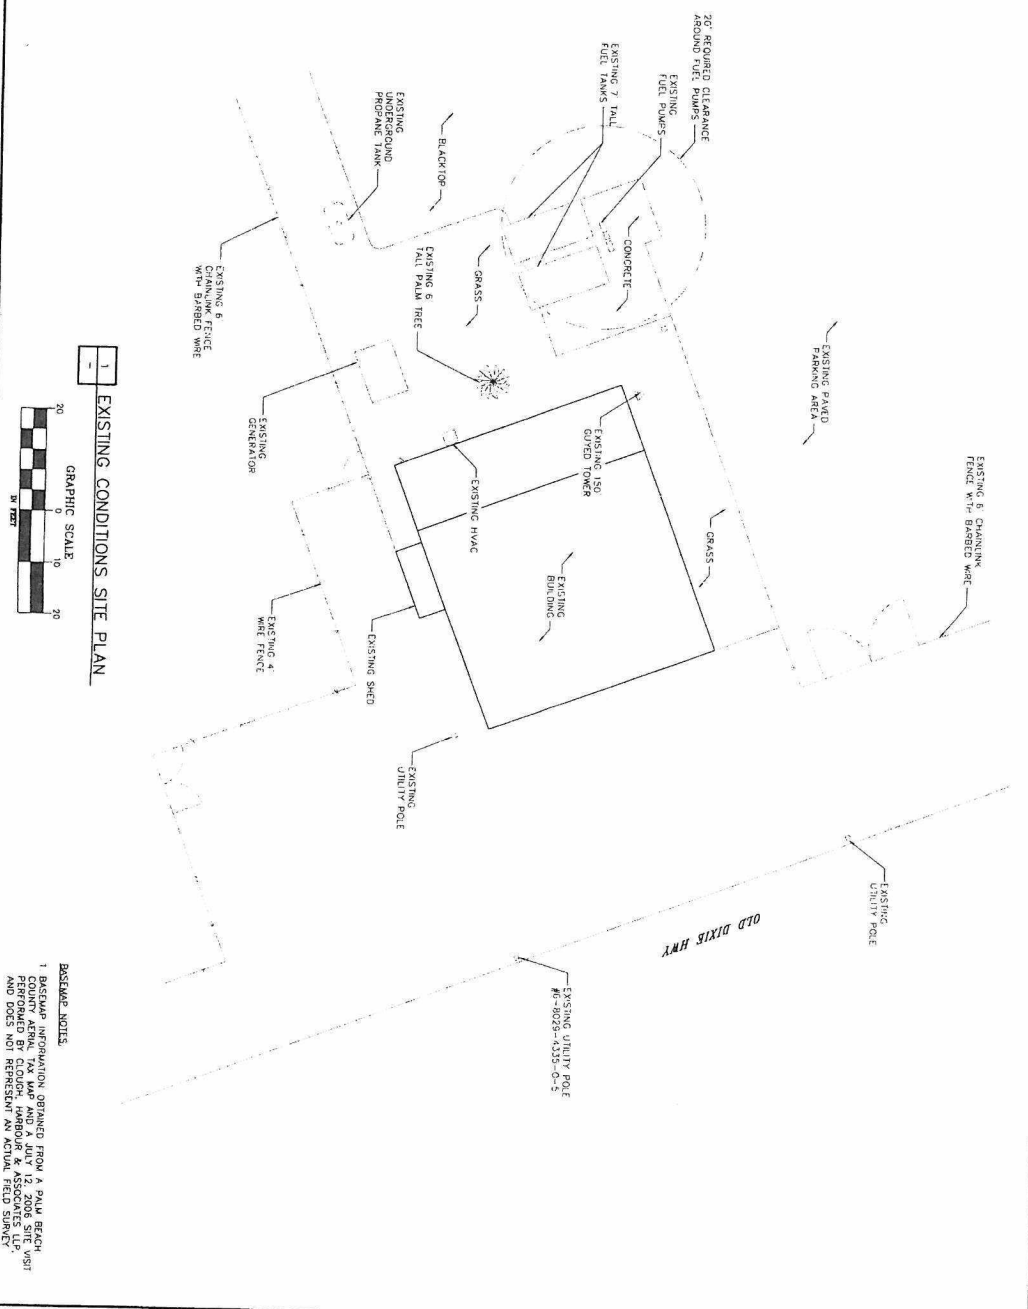 20' REQUIRED CLEARANCE
AROUND FUEL PUMPS
EXISTING
FUEL PUMPS
EXISTING 7' TALL
FUEL TANKS
EXISTING
UNDERGROUND
PROPANE TANK
BLACKTOP
CONCRETE
GRASS
EXISTING 6'
TALL PALM TREE
EXISTING 6'
CHAINLINK FENCE
WITH BARBED WIRE
EXISTING PAVED
PARKING AREA
EXISTING 6' CHAINLINK
FENCE WITH BARBED WIRE
EXISTING 150'
GUYED TOWER
GRASS
EXISTING
GENERATOR
EXISTING HVAC
EXISTING
BUILDING
EXISTING 4'
WIRE FENCE
EXISTING SHED
EXISTING
UTILITY POLE
EXISTING
UTILITY POLE
OLD DIXIE HWY
EXISTING UTILITY POLE
#6-8029-4335-0-5
1
-
EXISTING CONDITIONS SITE PLAN
20 0 10 20
GRAPHIC SCALE
IN FEET
BASEMAP NOTES:
1 BASEMAP INFORMATION OBTAINED FROM A PALM BEACH
COUNTY AERIAL TAX MAP AND A JULY 12, 2006 SITE VISIT
PERFORMED BY CLOUGH, HARBOUR & ASSOCIATES LLP,
AND DOES NOT REPRESENT AN ACTUAL FIELD SURVEY